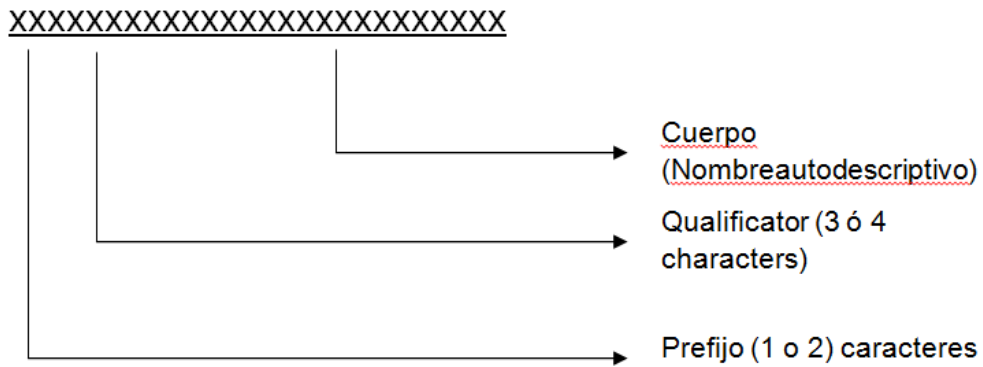 XXXXXXXXXXXXXXXXXXXXXXXXXX
Cuerpo
(Nombreautodescriptivo)
Qualificator (3 ó 4
characters)
Prefijo (1 o 2) caracteres